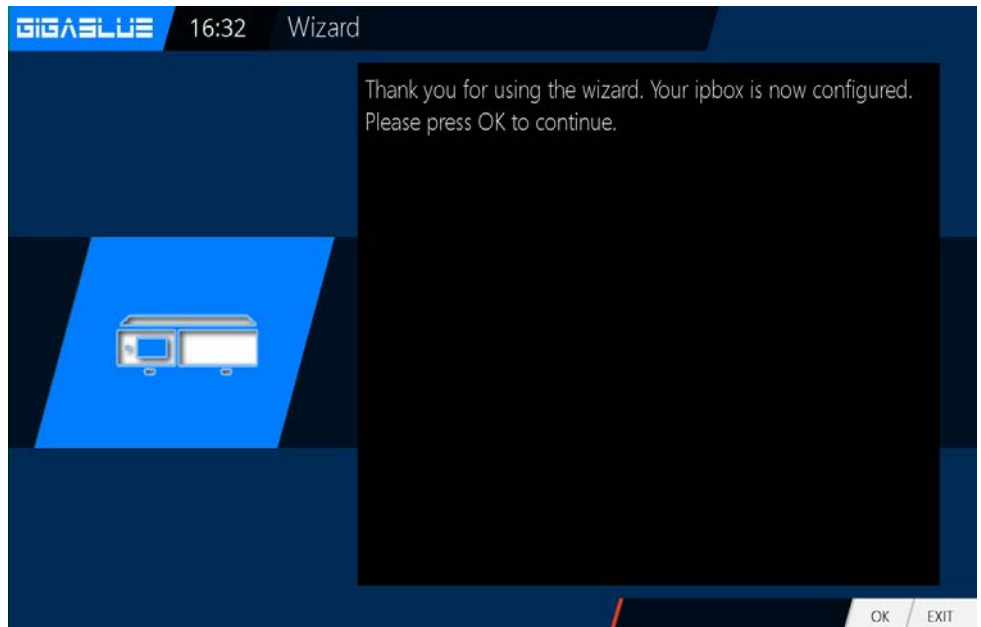 GIGABLUE 16:32 Wizard
Thank you for using the wizard. Your ipbox is now configured.
Please press OK to continue.
OK EXIT